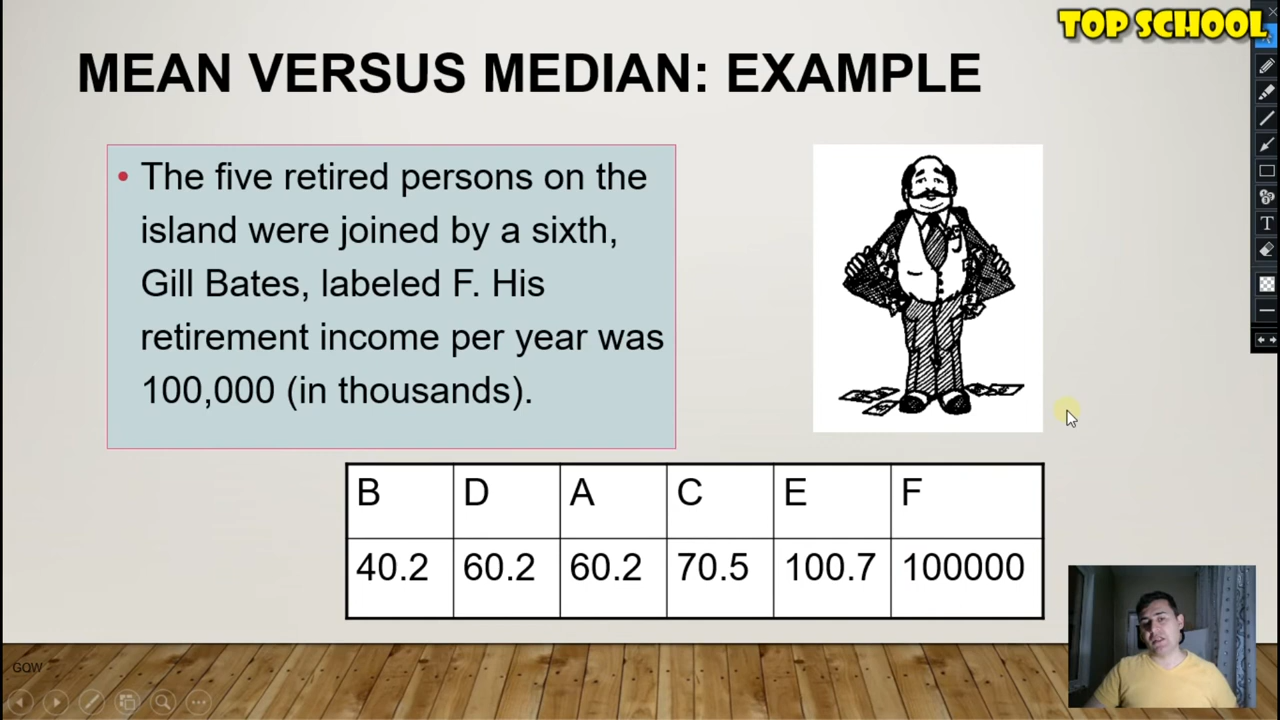 TOP SCHOOL
MEAN VERSUS MEDIAN: EXAMPLE
• The five retired persons on the
island were joined by a sixth,
Gill Bates, labeled F. His
retirement income per year was
100,000 (in thousands).
B D A C E F
40.2 60.2 60.2 70.5 100.7 100000
GQW